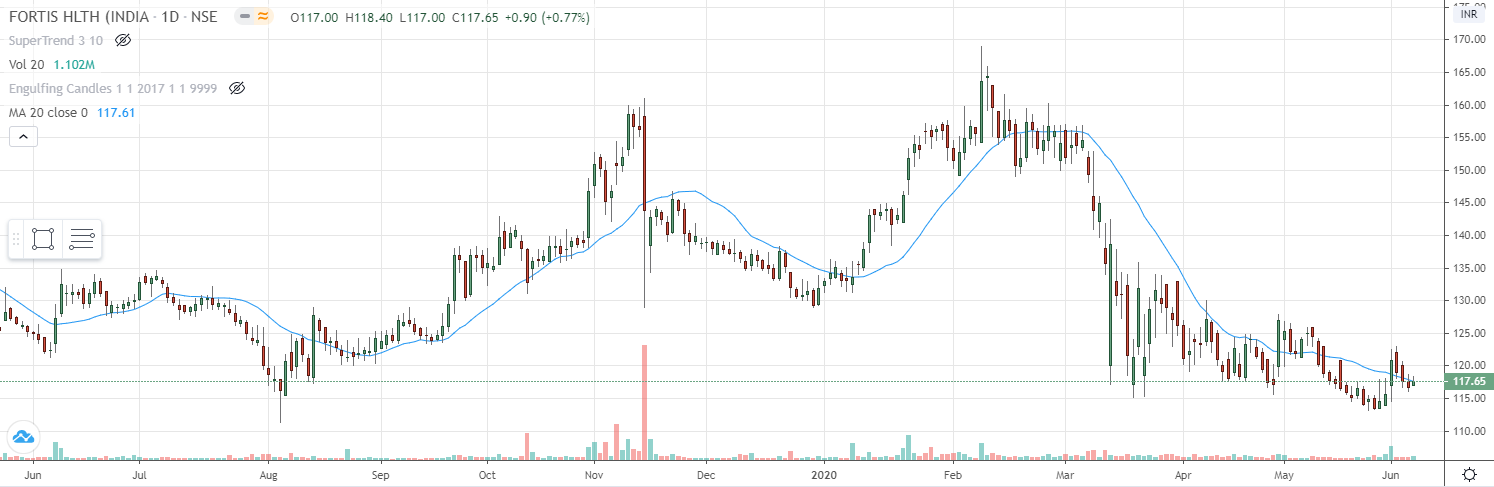 FORTIS HLTH (INDIA · 1D · NSE O117.00 H118.40 L117.00 C117.65 +0.90 (+0.77%)
SuperTrend 3 10
Vol 20 1.102M
Engulfing Candles 1 1 2017 1 1 9999
MA 20 close 0 117.61
175.00
INR
170.00
165.00
160.00
155.00
150.00
145.00
140.00
135.00
130.00
125.00
120.00
117.65
115.00
110.00
Jun Jul Aug Sep Oct Nov Dec 2020 Feb Mar Apr May Jun